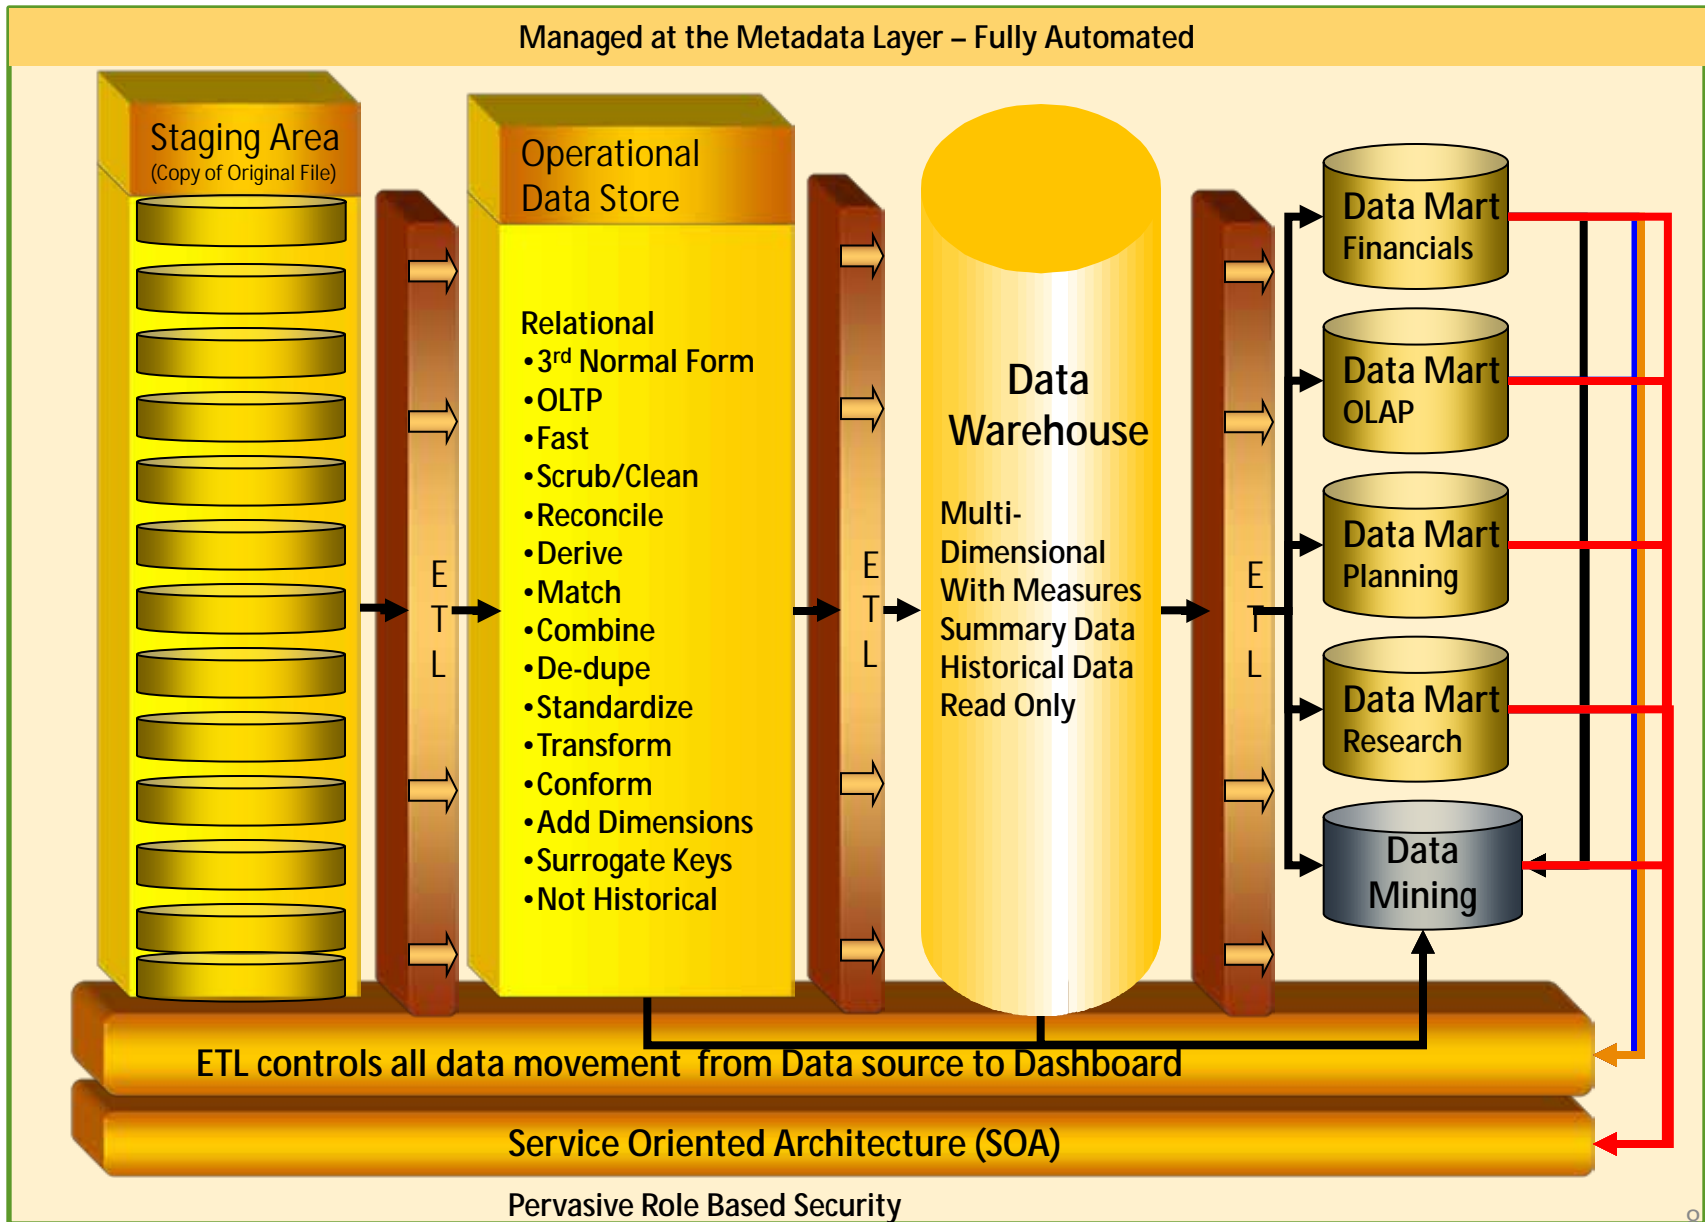 Managed at the Metadata Layer – Fully Automated
Staging Area
(Copy of Original File)
E
T
L
Operational
Data Store
Relational
•3rd Normal Form
•OLTP
•Fast
•Scrub/Clean
•Reconcile
•Derive
•Match
•Combine
•De-dupe
•Standardize
•Transform
•Conform
•Add Dimensions
•Surrogate Keys
•Not Historical
E
T
L
Data
Warehouse
Multi-
Dimensional
With Measures
Summary Data
Historical Data
Read Only
E
T
L
Data Mart
Financials
Data Mart
OLAP
Data Mart
Planning
Data Mart
Research
Data
Mining
ETL controls all data movement from Data source to Dashboard
Service Oriented Architecture (SOA)
Pervasive Role Based Security